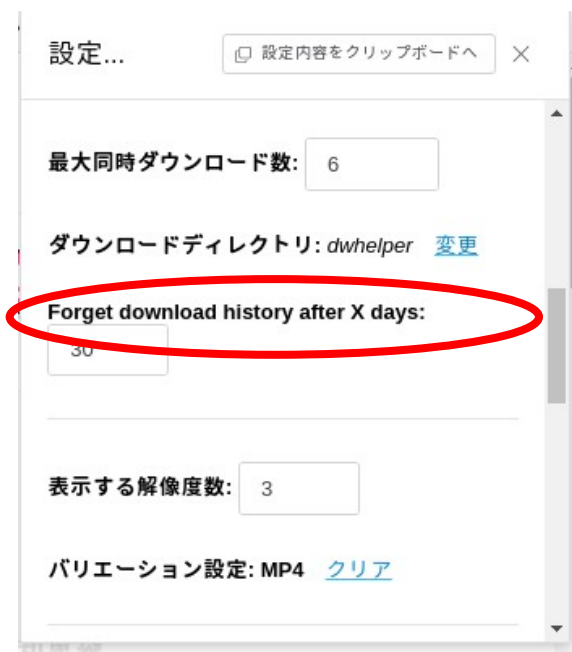 設定...
設定内容をクリップボードへ
最大同時ダウンロード数: 6
ダウンロードディレクトリ: dwhelper 変更
Forget download history after X days:
30
表示する解像度数: 3
バリエーション設定: MP4 クリア